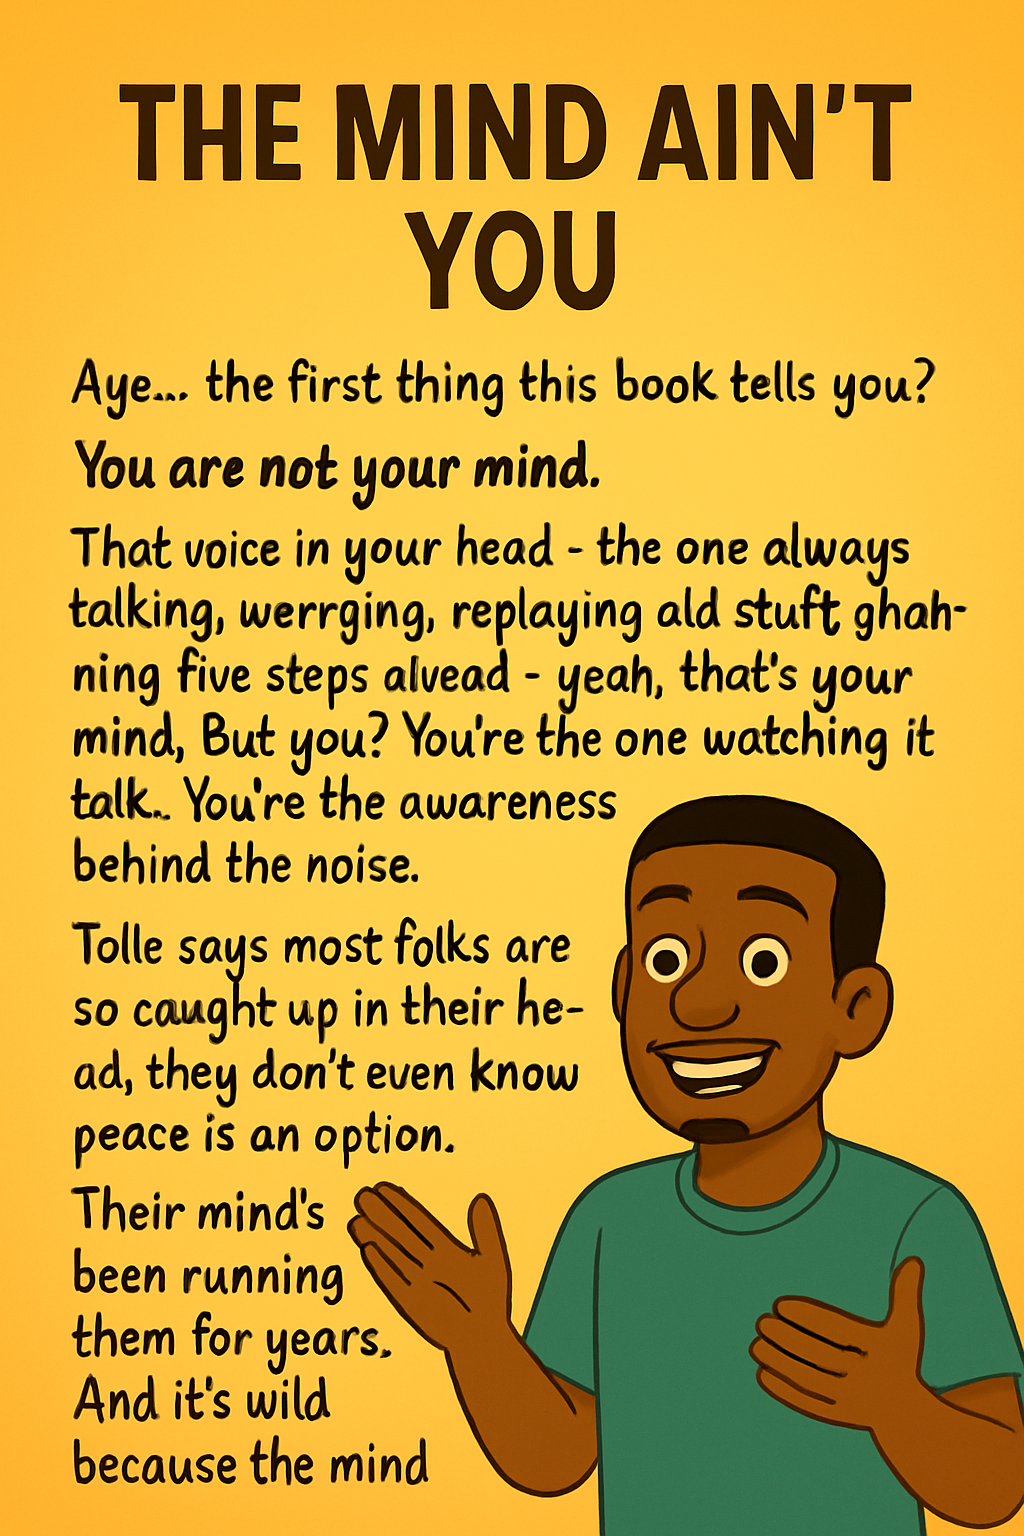 THE MIND AIN'T
YOU
Aye... the first thing this book tells you?
You are not your mind.
That voice in your head - the one always
talking, werrging, replaying ald stuft ghah-
ning five steps alvead - yeah, that's your
mind, But you? You're the one watching it
talk.. You're the awareness
behind the noise.
Tolle says most folks are
so caught up in their he-
ad, they don't even know
peace is an option.
Their mind's
been running
them for years.
And it's wild
because the mind